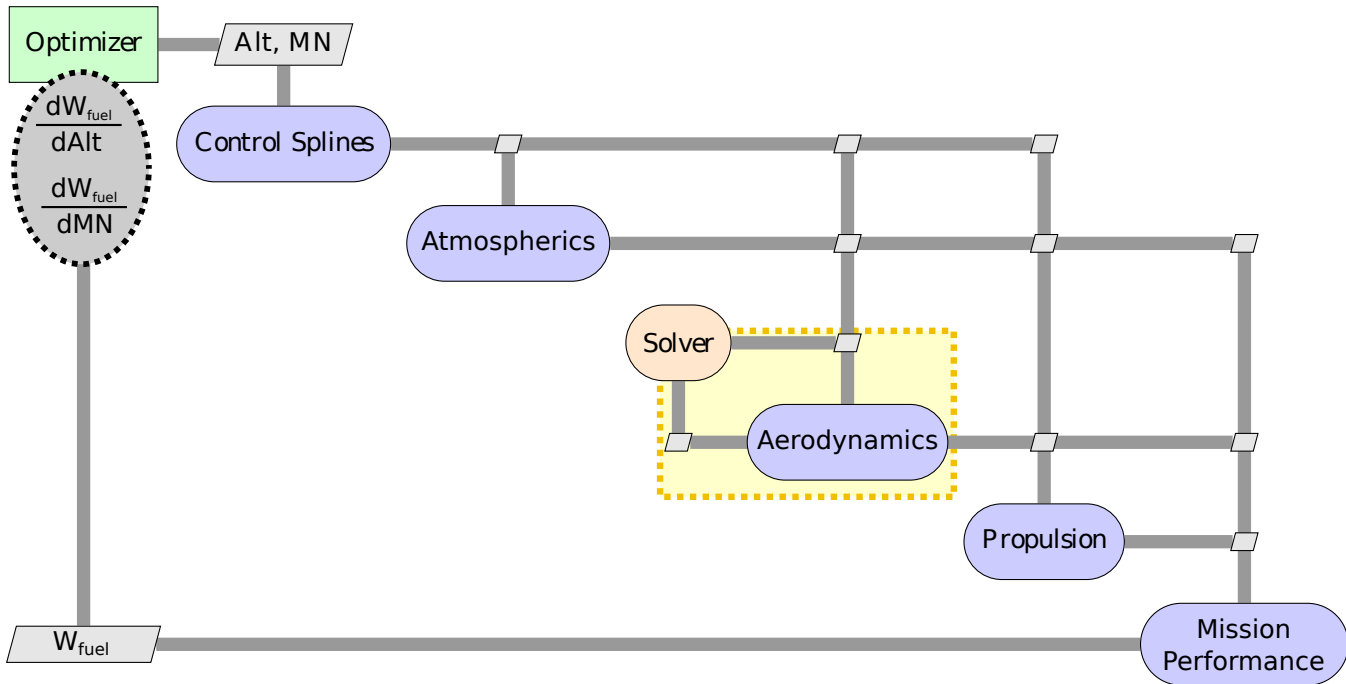 Optimizer
Alt, MN
dW_fuel
dAlt
dW_fuel
dMN
Control Splines
Atmospherics
Solver
Aerodynamics
Propulsion
Mission
Performance
W_fuel